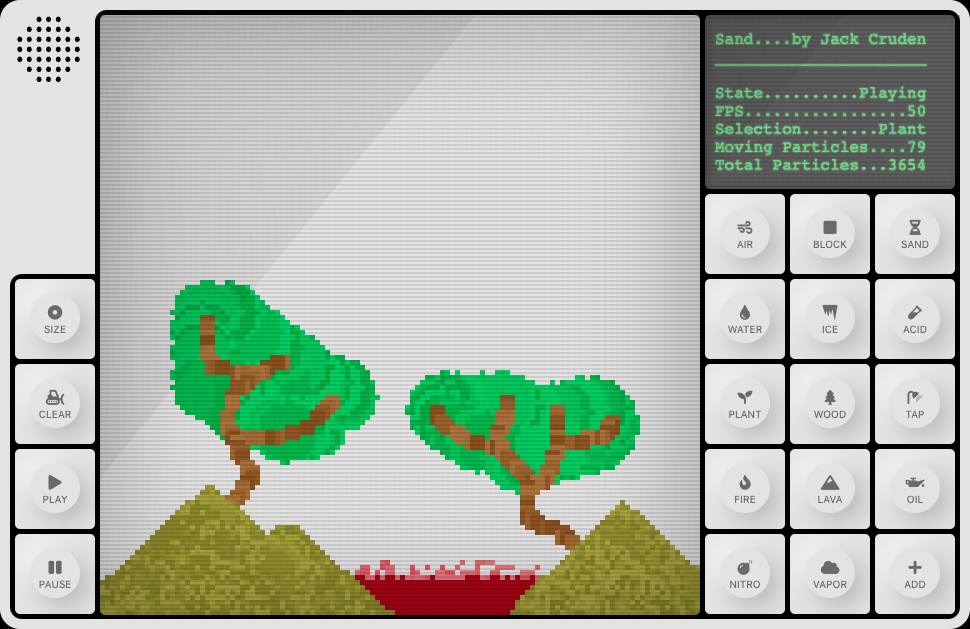 Sand....by Jack Cruden
State..........Playing
FPS.................50
Selection........Plant
Moving Particles....79
Total Particles...3654
AIR
BLOCK
SAND
SIZE
WATER
ICE
ACID
CLEAR
PLANT
WOOD
TAP
PLAY
FIRE
LAVA
OIL
PAUSE
NITRO
VAPOR
ADD